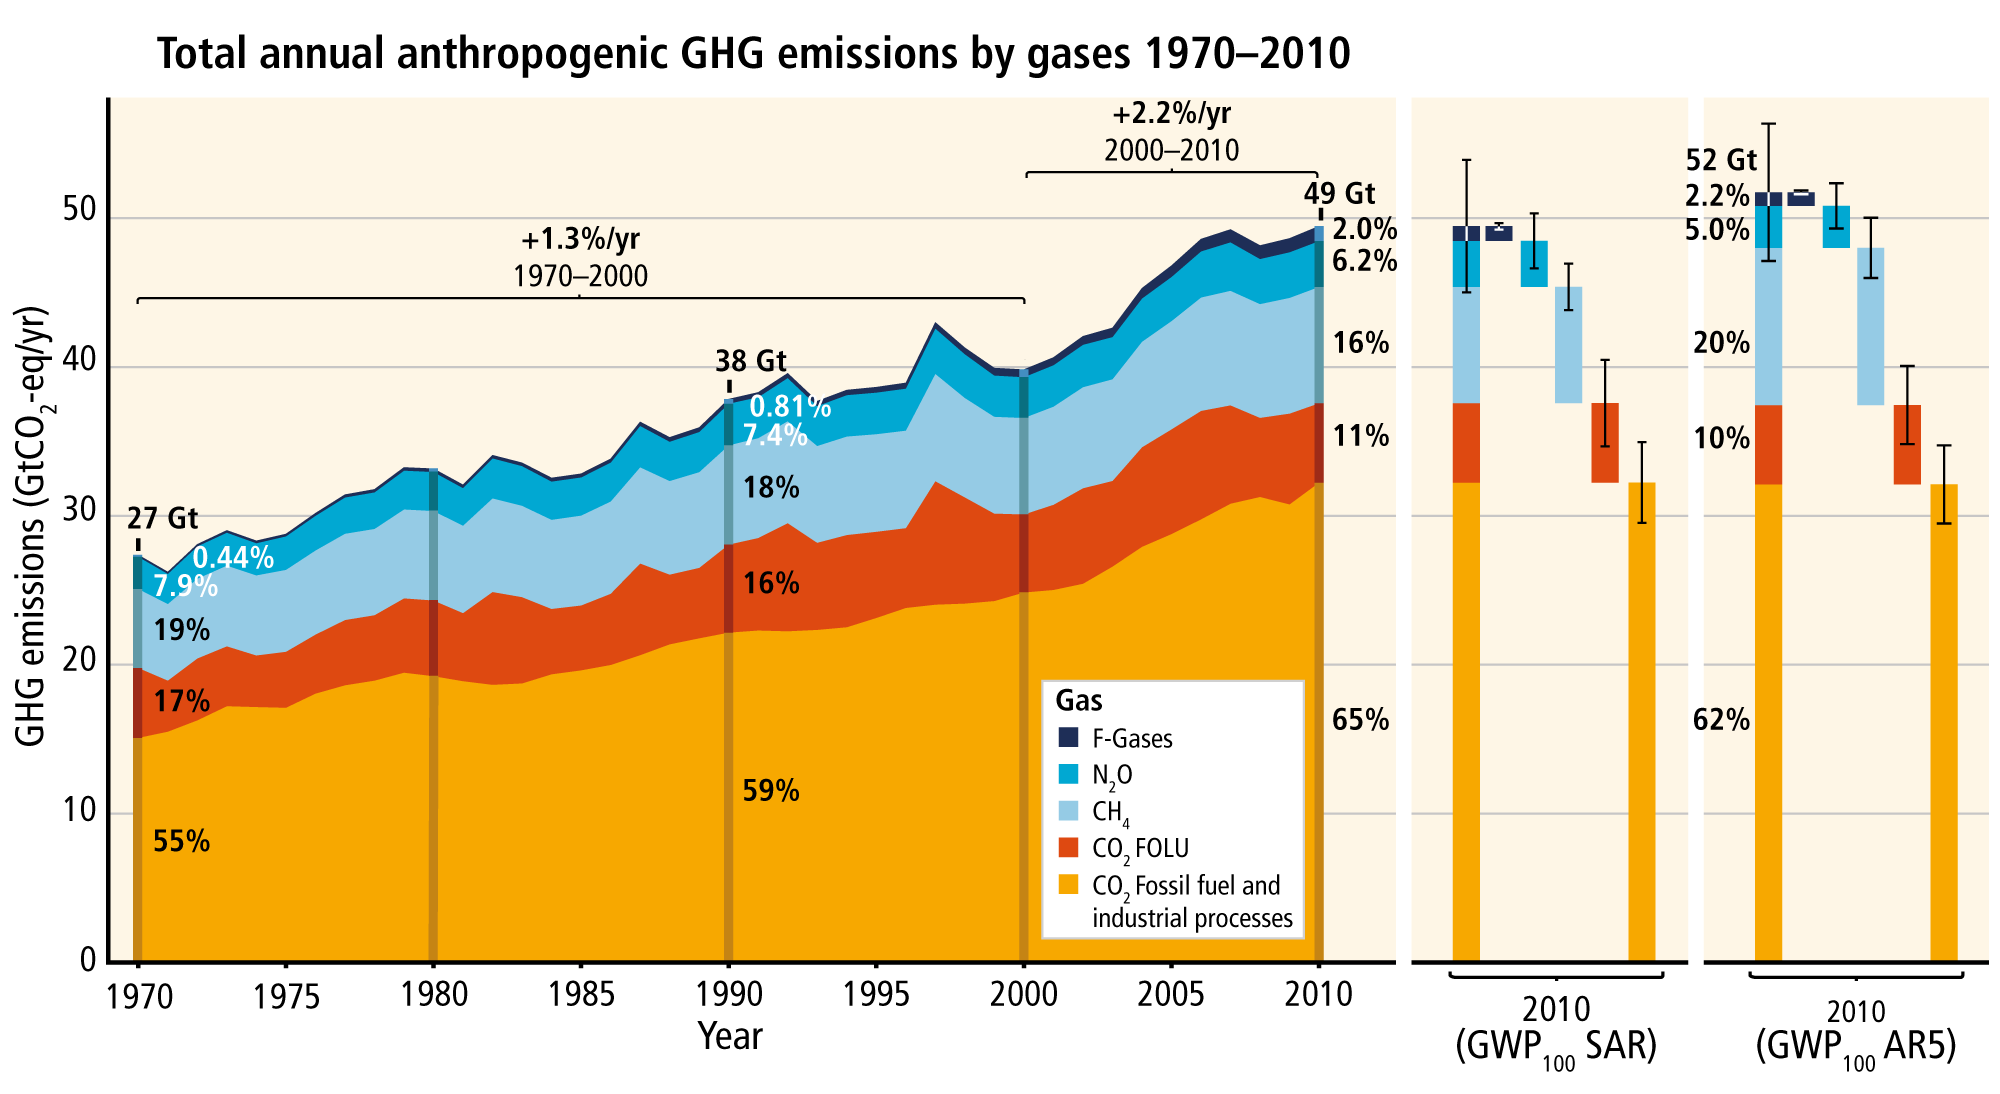 Total annual anthropogenic GHG emissions by gases 1970–2010
GHG emissions (GtCO2-eq/yr)
50
40
30
20
10
0
+1.3%/yr
1970–2000
+2.2%/yr
2000–2010
27 Gt
0.44%
7.9%
19%
17%
55%
38 Gt
0.81%
7.4%
18%
16%
59%
49 Gt
2.0%
6.2%
16%
11%
65%
Gas
F-Gases
N2O
CH4
CO2 FOLU
CO2 Fossil fuel and
industrial processes
52 Gt
2.2%
5.0%
20%
10%
62%
1970 1975 1980 1985 1990 1995 2000 2005 2010
Year
2010
(GWP100 SAR)
2010
(GWP100 AR5)